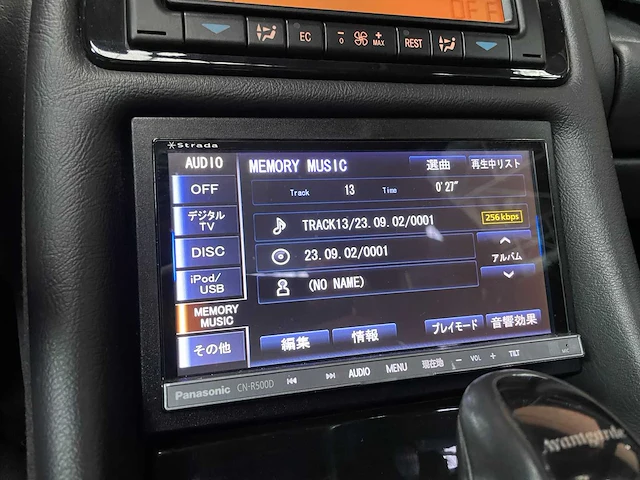 OFF
EC
- 0
MAX
REST
Strada
AUDIO
MEMORY MUSIC
選曲
再生中リスト
OFF
Track 13 Time 0'27"
デジタル
TV
TRACK13/23.09.02/0001
256kbps
DISC
23.09.02/0001
アルバム
iPod/
USB
(NO NAME)
MEMORY
MUSIC
その他
編集
情報
プレイモード
音響効果
Panasonic CN-R500D AUDIO MENU 現在地 - VOL + TILT
Avantgarde